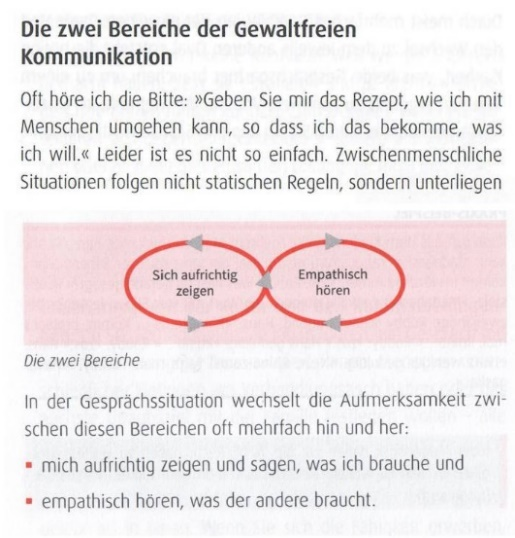 Die zwei Bereiche der Gewaltfreien
Kommunikation
Oft höre ich die Bitte: »Geben Sie mir das Rezept, wie ich mit
Menschen umgehen kann, so dass ich das bekomme, was
ich will.« Leider ist es nicht so einfach. Zwischenmenschliche
Situationen folgen nicht statischen Regeln, sondern unterliegen
Sich aufrichtig
zeigen
Empathisch
hören
Die zwei Bereiche
In der Gesprächssituation wechselt die Aufmerksamkeit zwi-
schen diesen Bereichen oft mehrfach hin und her:
▪ mich aufrichtig zeigen und sagen, was ich brauche und
▪ empathisch hören, was der andere braucht.